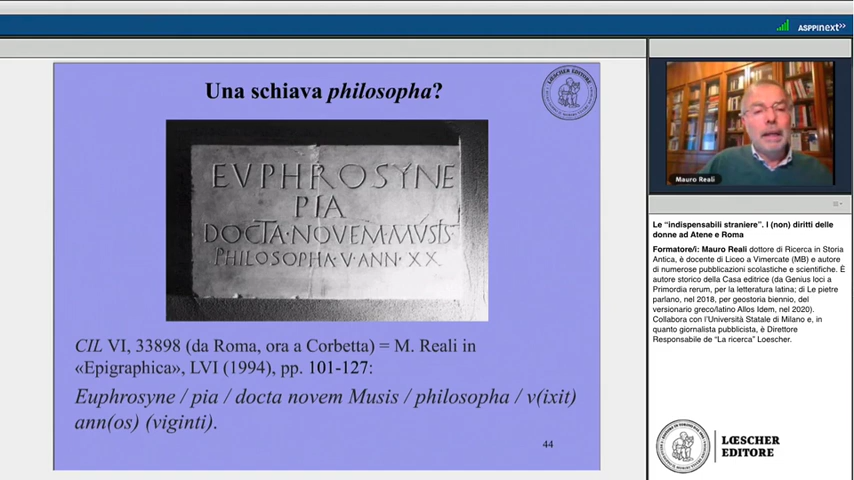 ASPPInext>>
Una schiava philosopha?
LOESCHER EDITORE
EVPHROSYNE
PIA
DOCTA·NOVEM·MVSIS
PHILOSOPHA·V·ANN·XX
CIL VI, 33898 (da Roma, ora a Corbetta) = M. Reali in
«Epigraphica», LVI (1994), pp. 101-127:
Euphrosyne / pia / docta novem Musis / philosopha / v(ixit)
ann(os) (viginti).
44
Mauro Reali
Le “indispensabili straniere”. I (non) diritti delle
donne ad Atene e Roma
Formatore/i: Mauro Reali dottore di Ricerca in Storia
Antica, è docente di Liceo a Vimercate (MB) e autore
di numerose pubblicazioni scolastiche e scientifiche. È
autore storico della Casa editrice (da Genius loci a
Primordia rerum, per la letteratura latina; di Le pietre
parlano, nel 2018, per geostoria biennio, del
versionario greco/latino Allos Idem, nel 2020).
Collabora con l'Università Statale di Milano e, in
quanto giornalista pubblicista, è Direttore
Responsabile de “La ricerca” Loescher.
LŒSCHER
EDITORE